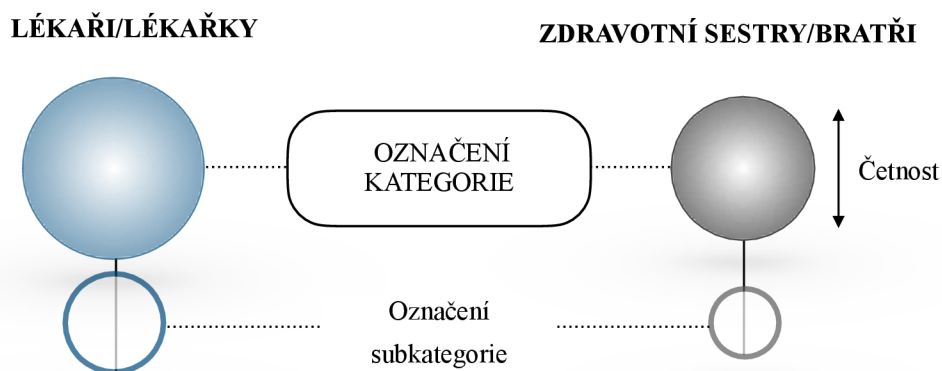 LÉKAŘI/LÉKAŘKY
ZDRAVOTNÍ SESTRY/BRATŘI
OZNAČENÍ
KATEGORIE
Četnost
Označení
subkategorie